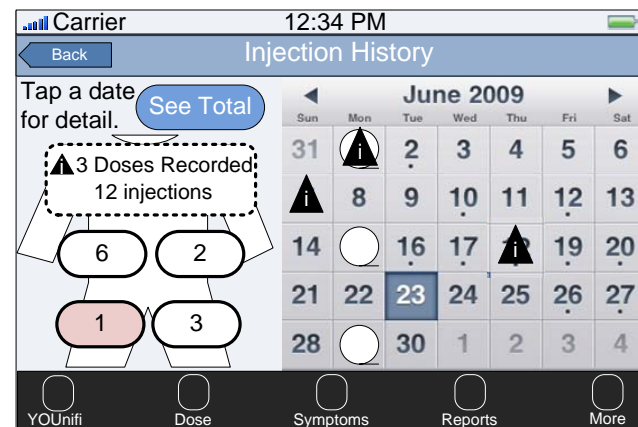 Carrier 12:34 PM
Back Injection History
Tap a date
for detail.
See Total
i 3 Doses Recorded
12 injections
6 2
1 3
June 2009
Sun Mon Tue Wed Thu Fri Sat
31 i 2 3 4 5 6
i 8 9 10 11 12 13
14 16 17 i 19 20
21 22 23 24 25 26 27
28 30 1 2 3 4
YOUnifi Dose Symptoms Reports More